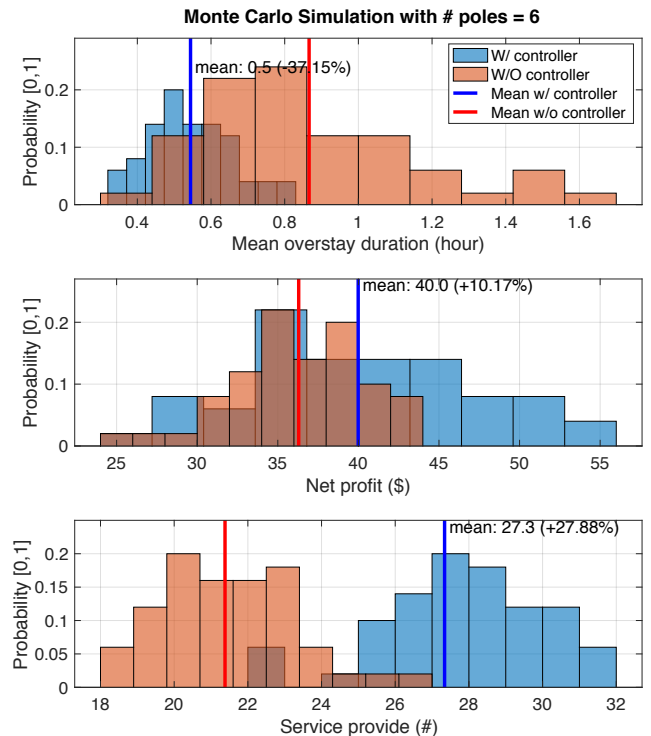 Monte Carlo Simulation with # poles = 6
mean: 0.5 (-37.15%)
W/ controller
W/O controller
Mean w/ controller
Mean w/o controller
Probability [0,1]
0.2
0.1
0
0.4 0.6 0.8 1 1.2 1.4 1.6
Mean overstay duration (hour)
mean: 40.0 (+10.17%)
Probability [0,1]
0.2
0.1
0
25 30 35 40 45 50 55
Net profit ($)
mean: 27.3 (+27.88%)
Probability [0,1]
0.2
0.15
0.1
0.05
0
18 20 22 24 26 28 30 32
Service provide (#)